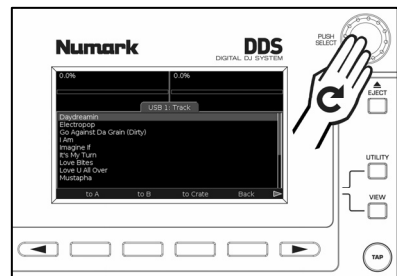 Numark
DDS
DIGITAL DJ SYSTEM
PUSH
SELECT
0.0%
0.0%
USB 1: Track
Daydreamin
Electropop
Go Against Da Grain (Dirty)
I Am
Imagine If
It's My Turn
Love Bites
Love U All Over
Mustapha
to A to B to Crate Back
EJECT
UTILITY
VIEW
TAP